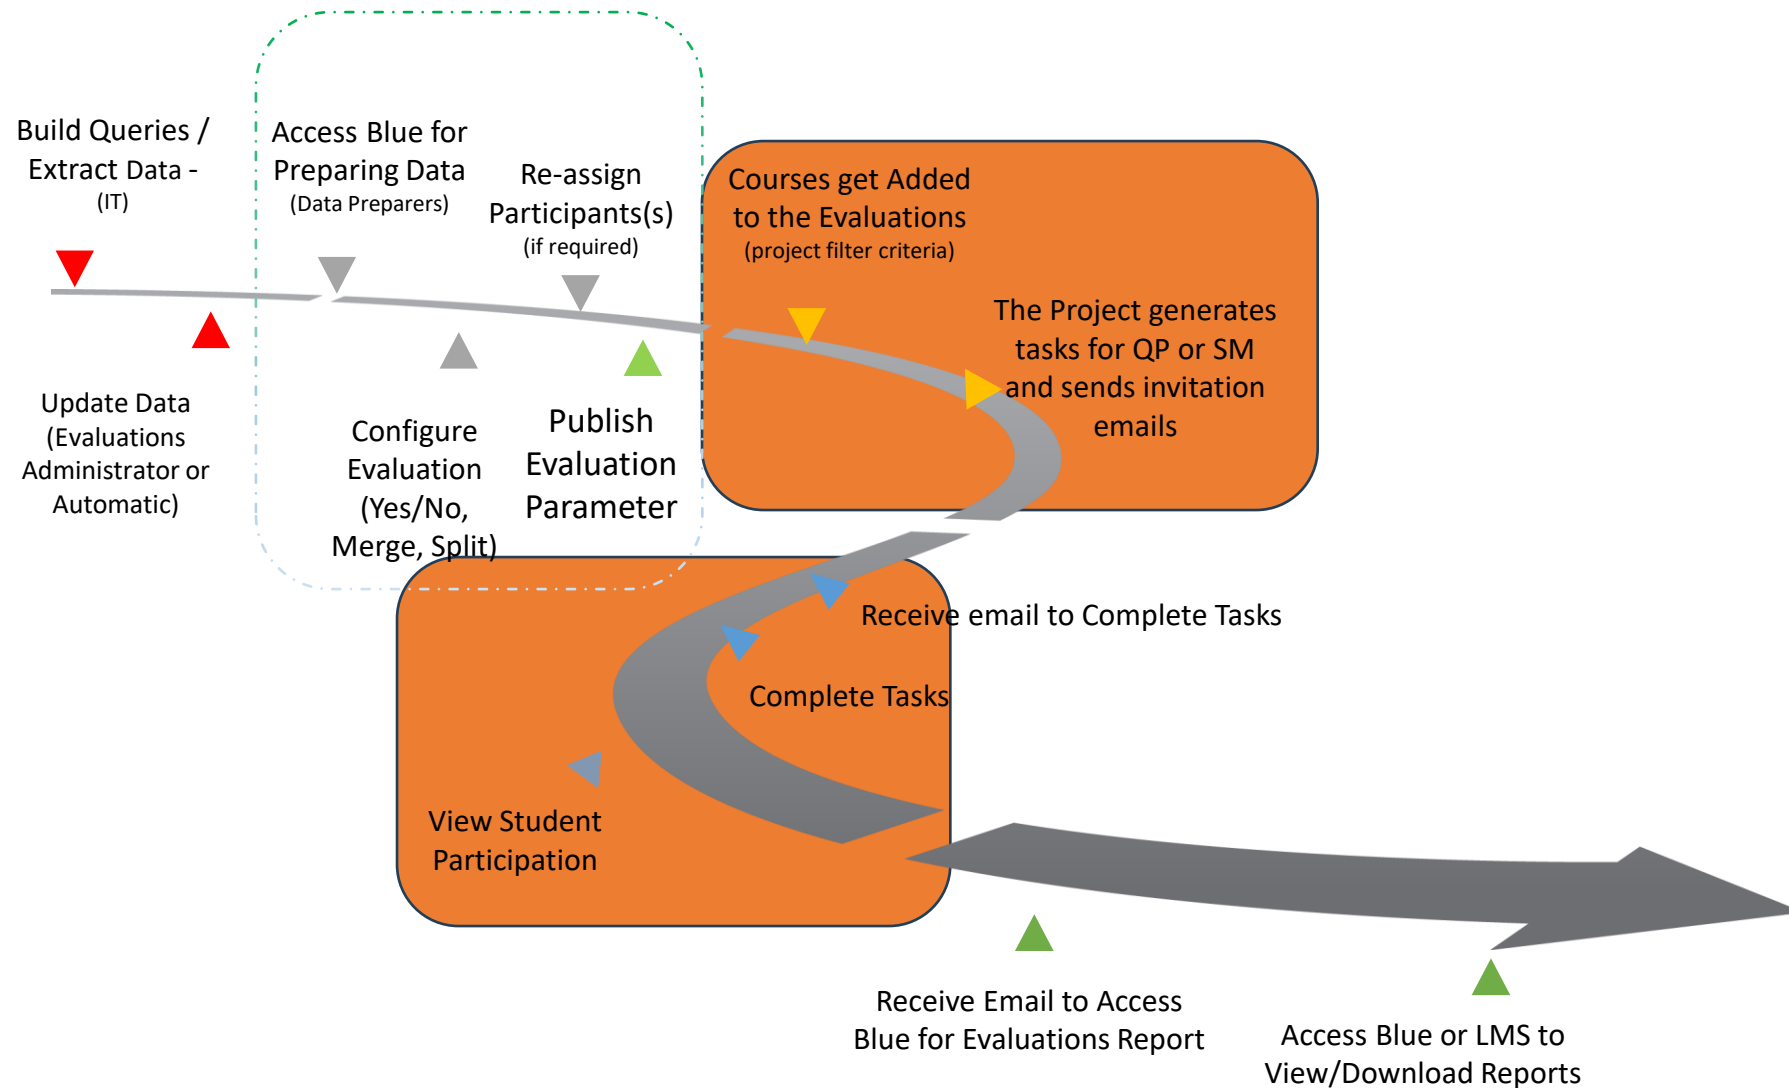 Build Queries /
Extract Data -
(IT)
Update Data
(Evaluations
Administrator or
Automatic)
Access Blue for
Preparing Data
(Data Preparers)
Configure
Evaluation
(Yes/No,
Merge, Split)
Re-assign
Participants(s)
(if required)
Publish
Evaluation
Parameter
Courses get Added
to the Evaluations
(project filter criteria)
The Project generates
tasks for QP or SM
and sends invitation
emails
Receive email to Complete Tasks
Complete Tasks
View Student
Participation
Receive Email to Access
Blue for Evaluations Report
Access Blue or LMS to
View/Download Reports